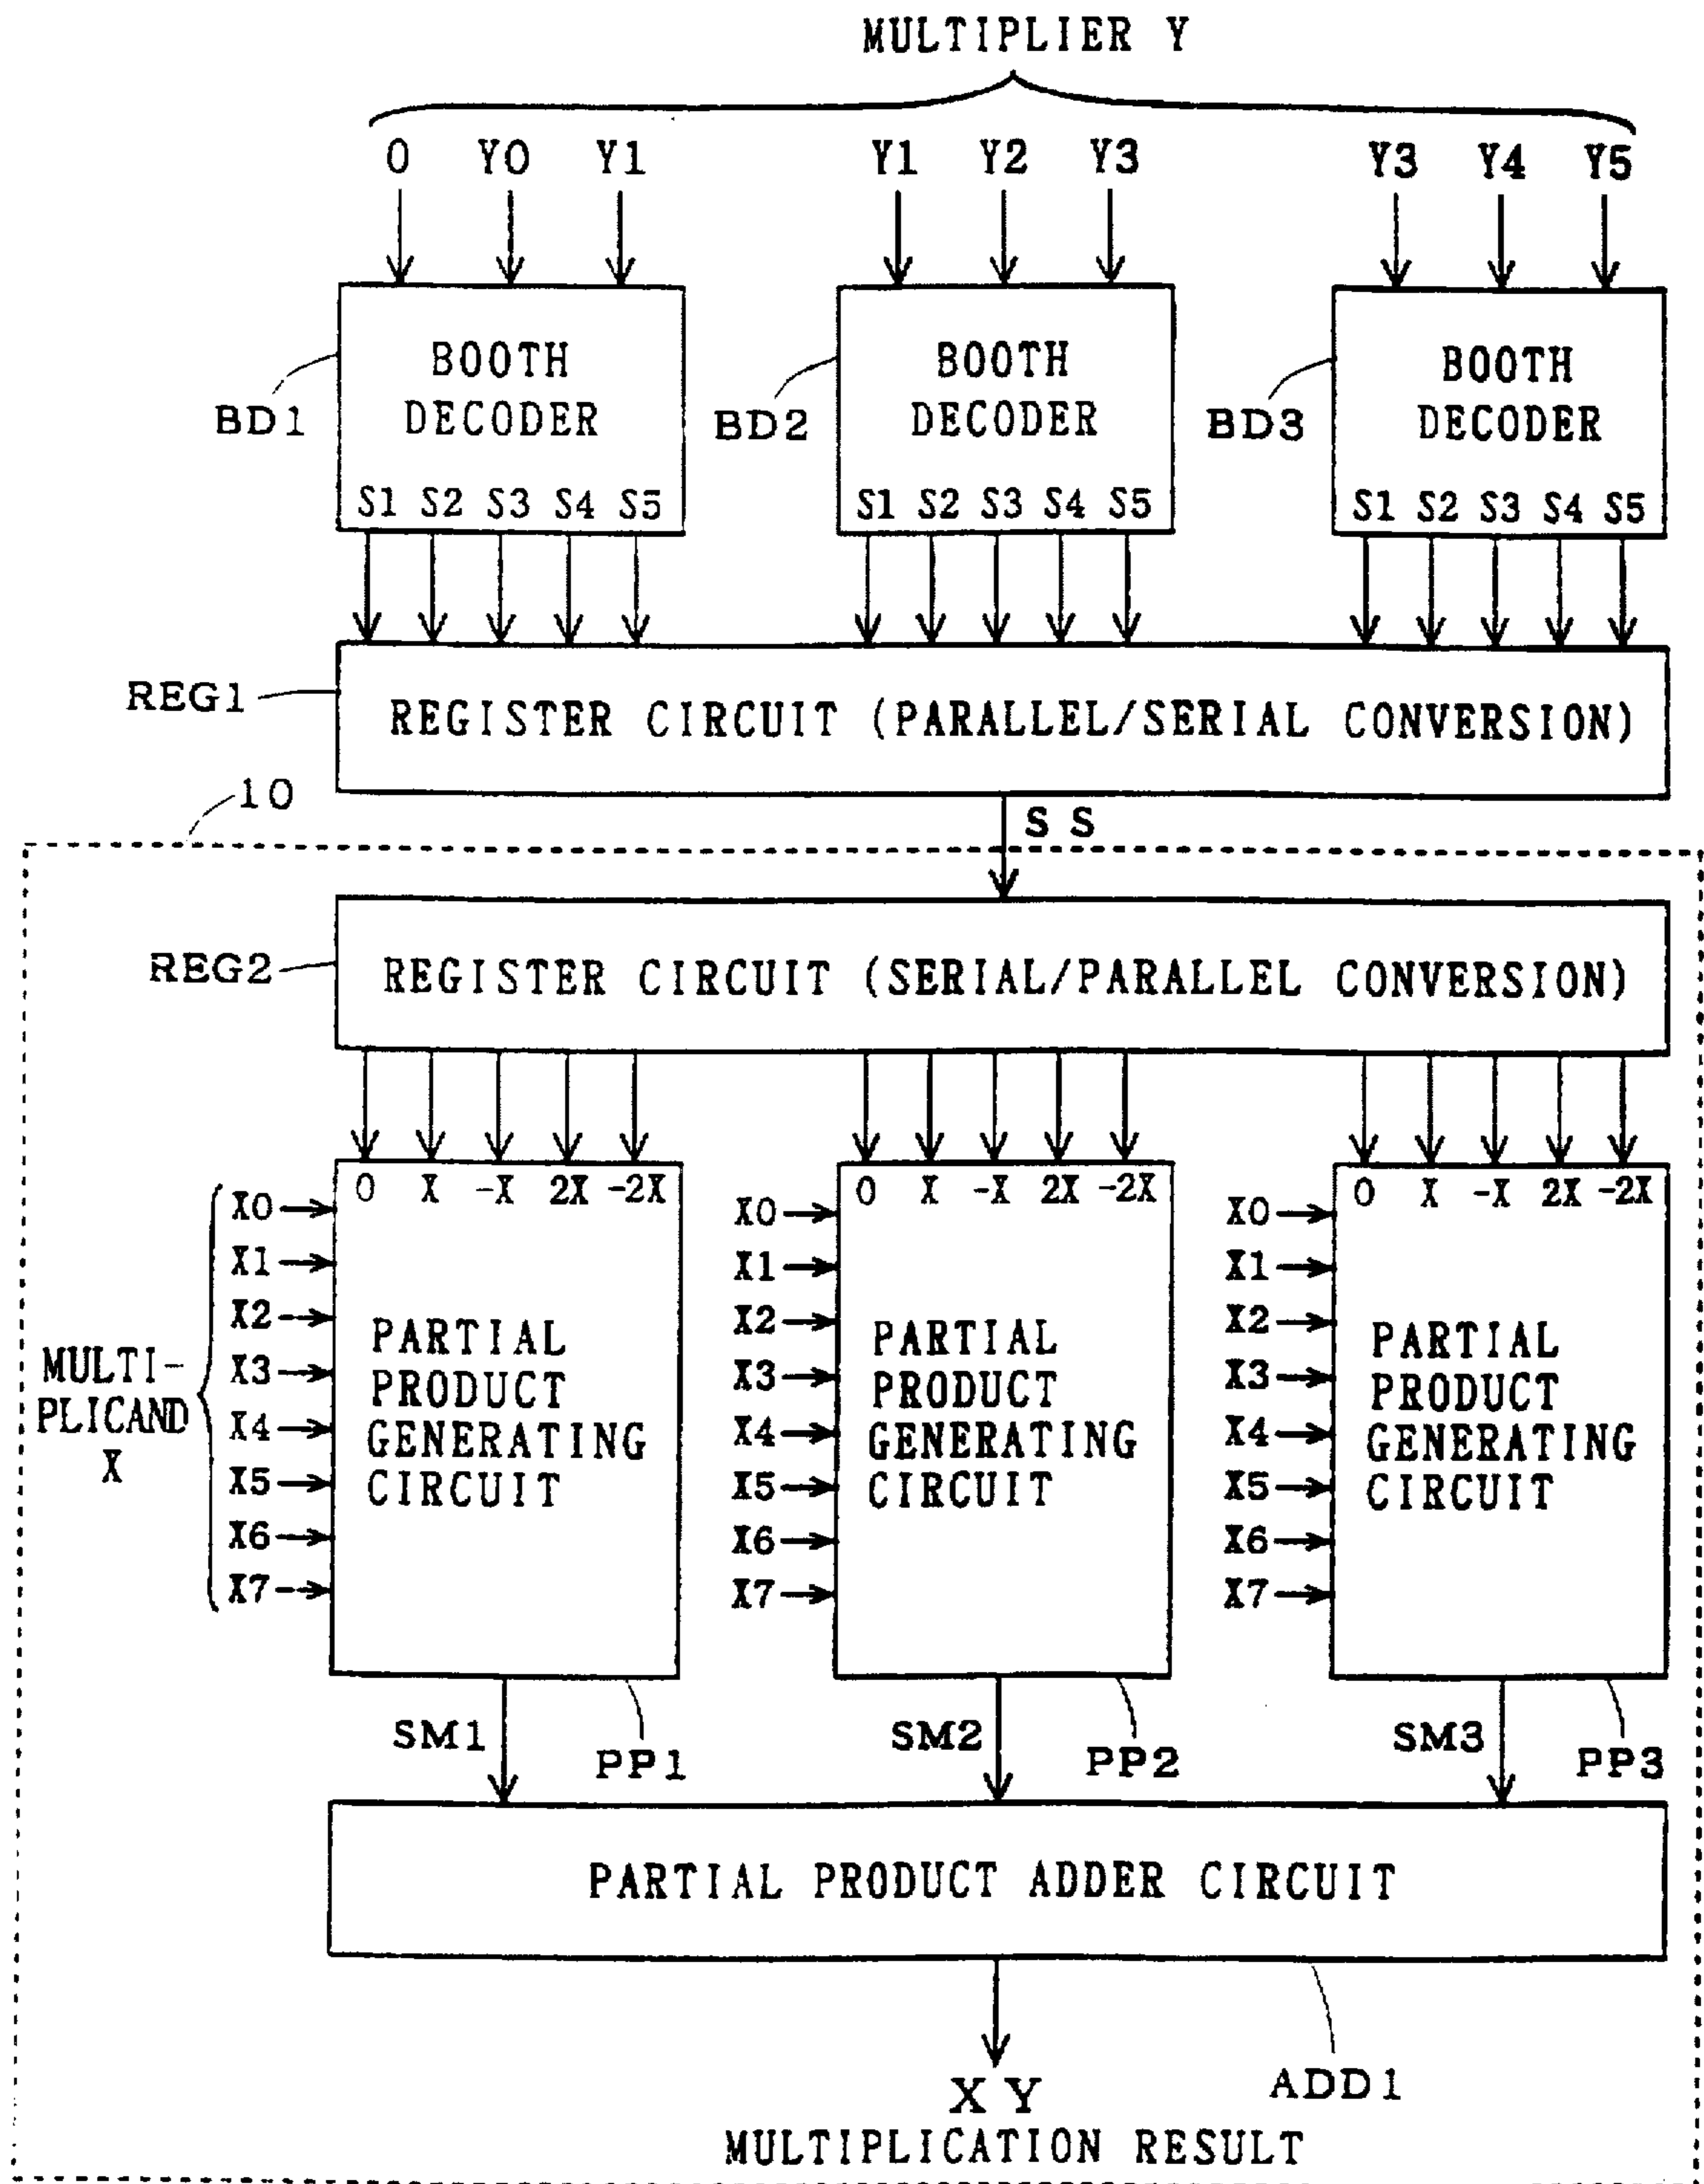 MULTIPLIER Y
0 Y0 Y1 Y1 Y2 Y3 Y3 Y4 Y5
BOOTH DECODER
BD1
S1 S2 S3 S4 S5
BOOTH DECODER
BD2
S1 S2 S3 S4 S5
BOOTH DECODER
BD3
S1 S2 S3 S4 S5
REG1
REGISTER CIRCUIT (PARALLEL/SERIAL CONVERSION)
10
SS
REG2
REGISTER CIRCUIT (SERIAL/PARALLEL CONVERSION)
MULTI-
PLICAND
X
X0
X1
X2
X3
X4
X5
X6
X7
0 X -X 2X -2X
PARTIAL
PRODUCT
GENERATING
CIRCUIT
X0
X1
X2
X3
X4
X5
X6
X7
0 X -X 2X -2X
PARTIAL
PRODUCT
GENERATING
CIRCUIT
X0
X1
X2
X3
X4
X5
X6
X7
0 X -X 2X -2X
PARTIAL
PRODUCT
GENERATING
CIRCUIT
SM1 PP1 SM2 PP2 SM3 PP3
PARTIAL PRODUCT ADDER CIRCUIT
ADD1
XY
MULTIPLICATION RESULT